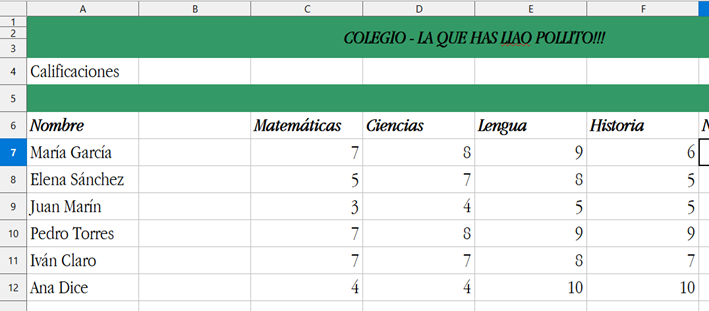 A B C D E F
1
2 COLEGIO - LA QUE HAS LIAO POLLITO!!!
3
4 Calificaciones
5
6 Nombre Matemáticas Ciencias Lengua Historia
7 María García 7 8 9 6
8 Elena Sánchez 5 7 8 5
9 Juan Marín 3 4 5 5
10 Pedro Torres 7 8 9 9
11 Iván Claro 7 7 8 7
12 Ana Dice 4 4 10 10